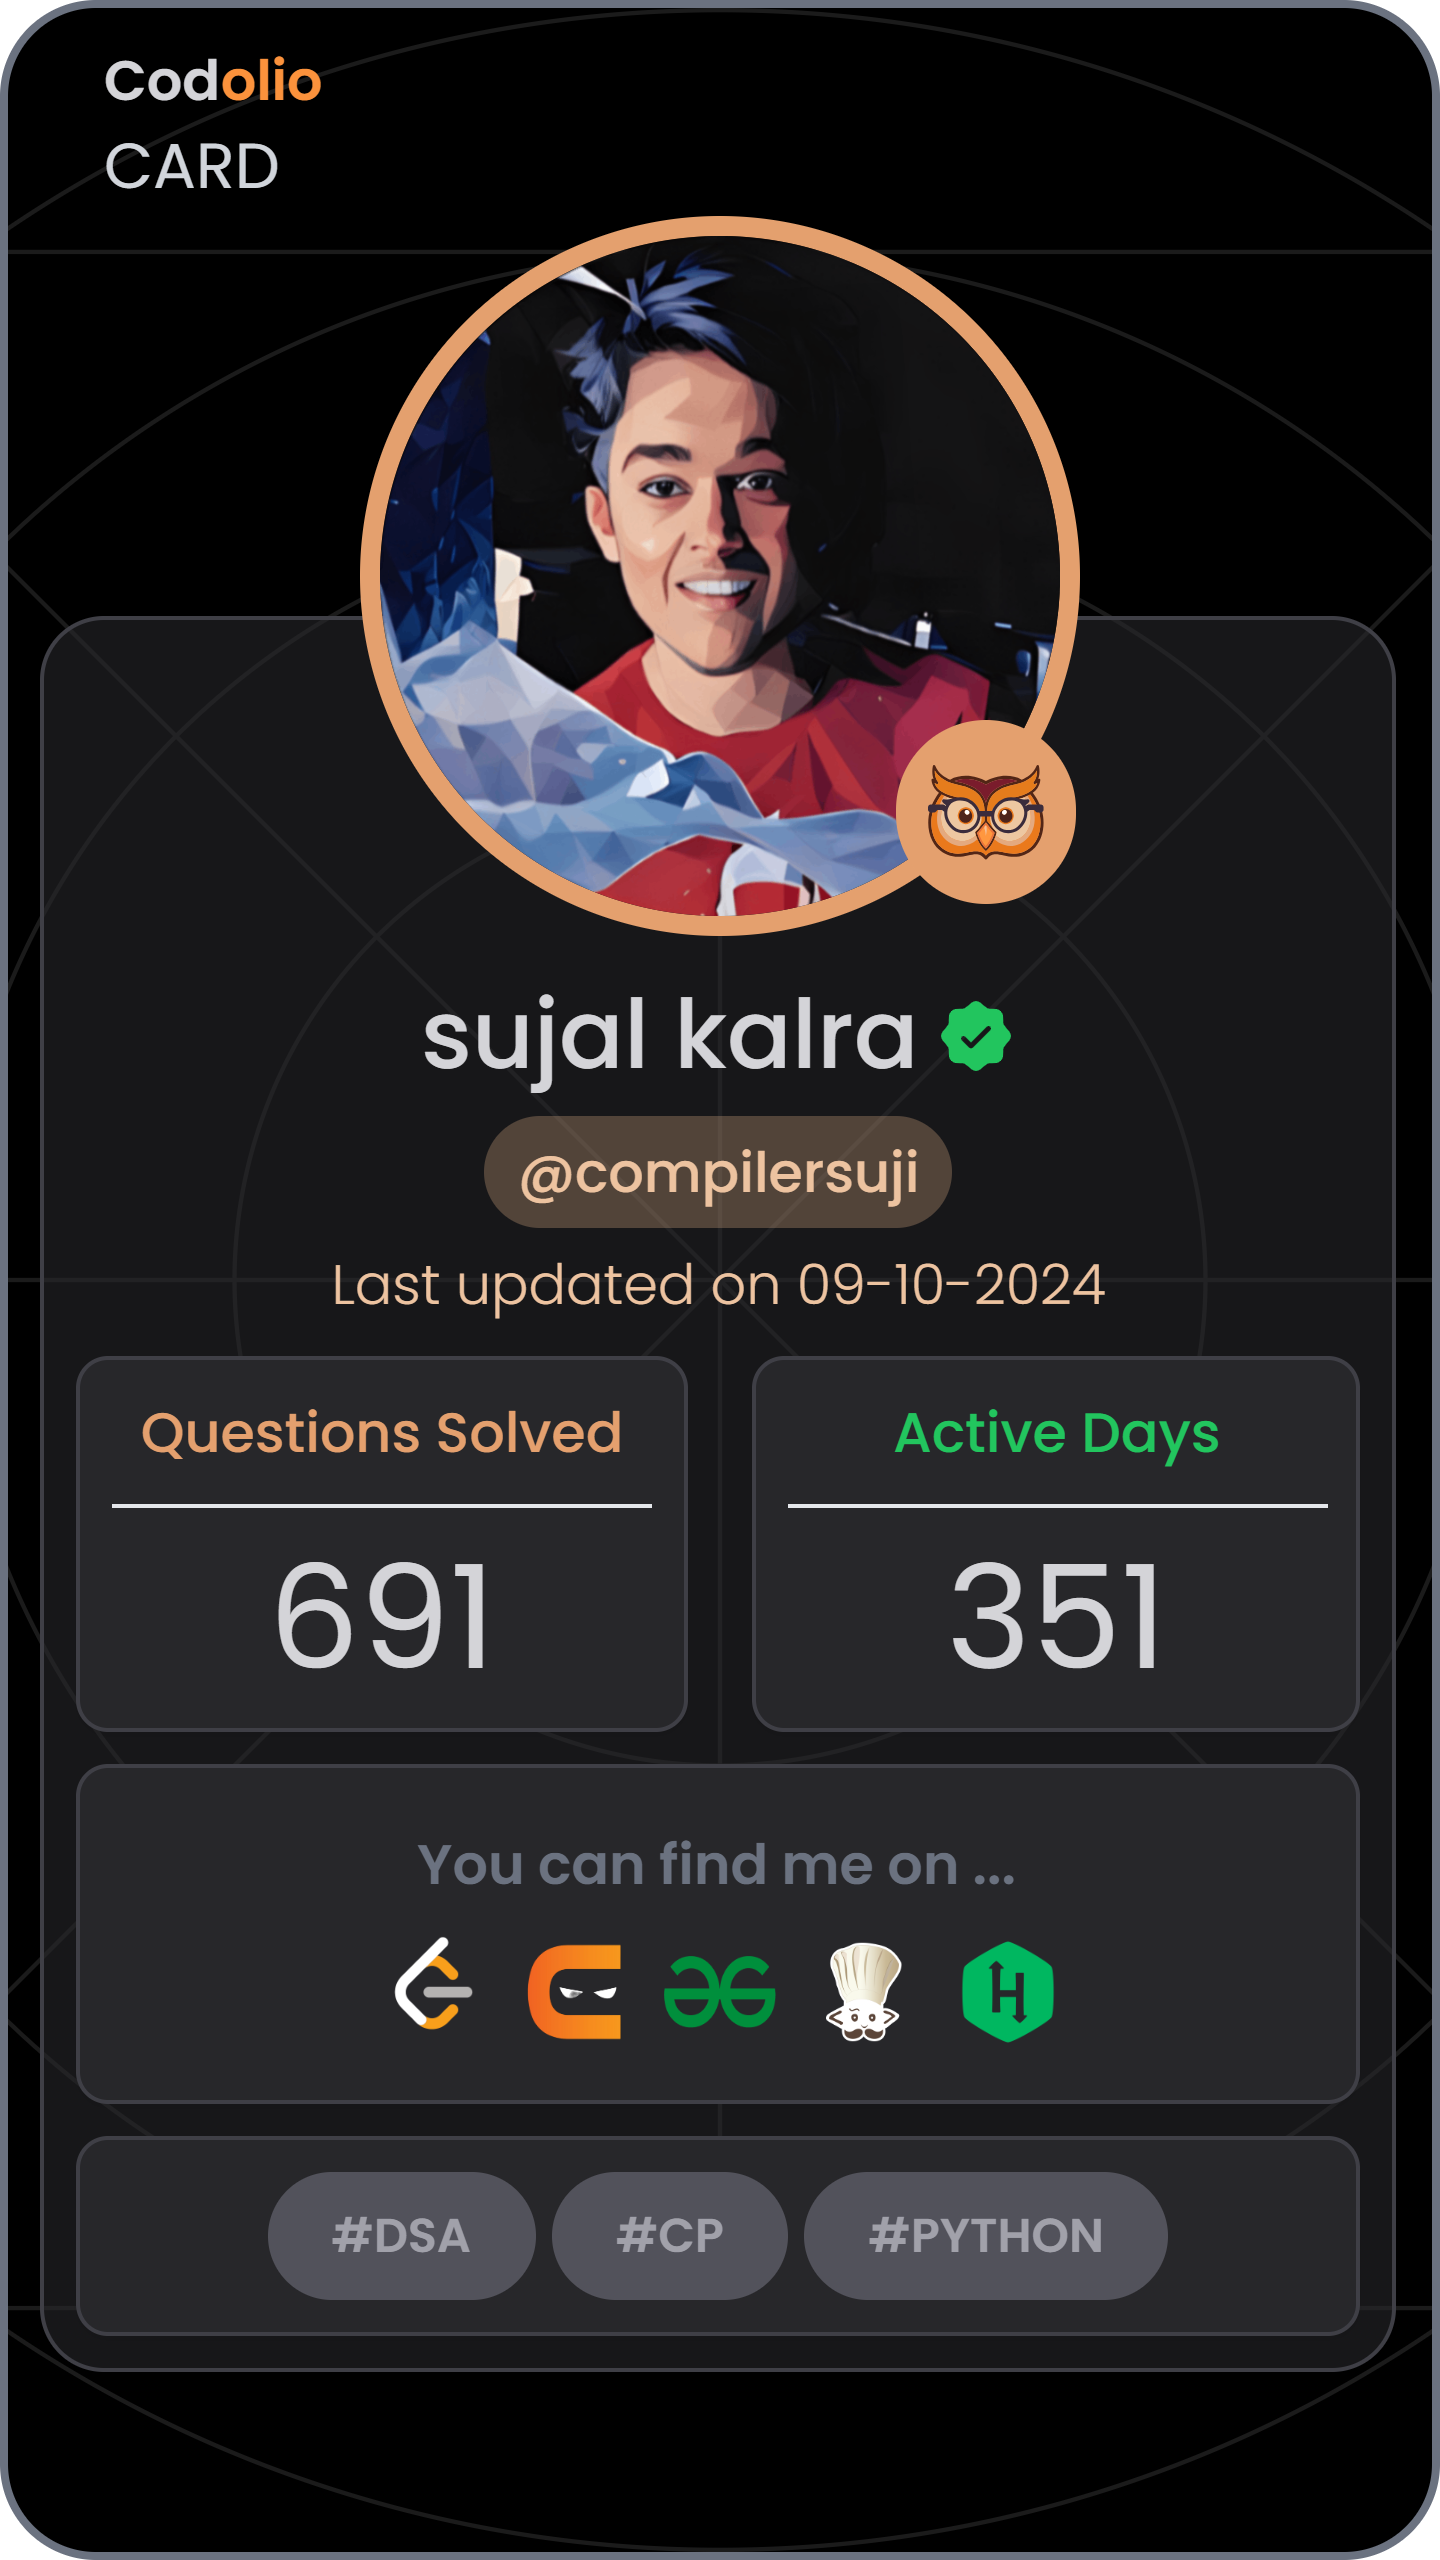 Codolio
CARD
sujal kalra
@compilersuji
Last updated on 09-10-2024
Questions Solved
691
Active Days
351
You can find me on ...
#DSA #CP #PYTHON